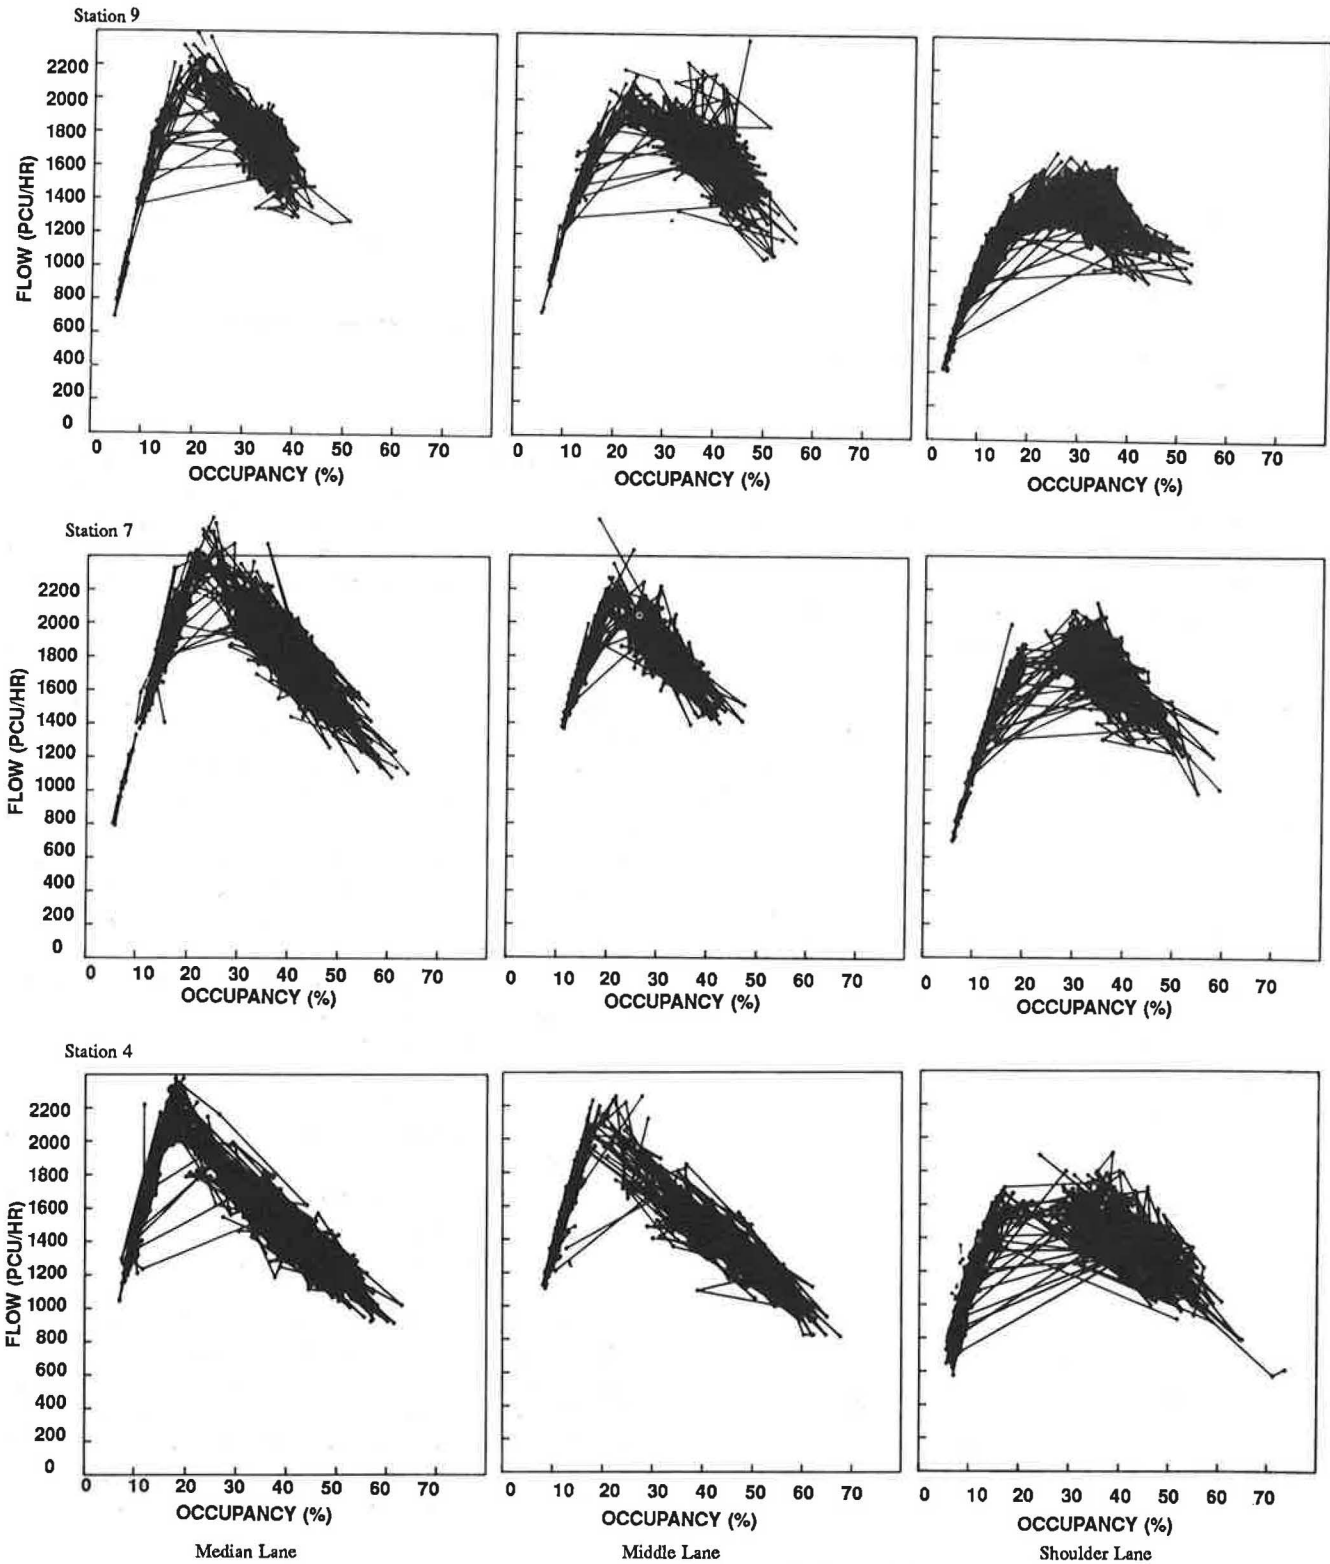 Station 9
FLOW (PCU/HR)
2200
2000
1800
1600
1400
1200
1000
800
600
400
200
0
0 10 20 30 40 50 60 70
OCCUPANCY (%)
0 10 20 30 40 50 60 70
OCCUPANCY (%)
0 10 20 30 40 50 60 70
OCCUPANCY (%)
Station 7
FLOW (PCU/HR)
2200
2000
1800
1600
1400
1200
1000
800
600
400
200
0
0 10 20 30 40 50 60 70
OCCUPANCY (%)
0 10 20 30 40 50 60 70
OCCUPANCY (%)
0 10 20 30 40 50 60 70
OCCUPANCY (%)
Station 4
FLOW (PCU/HR)
2200
2000
1800
1600
1400
1200
1000
800
600
400
200
0
0 10 20 30 40 50 60 70
OCCUPANCY (%)
0 10 20 30 40 50 60 70
OCCUPANCY (%)
0 10 20 30 40 50 60 70
OCCUPANCY (%)
Median Lane
Middle Lane
Shoulder Lane